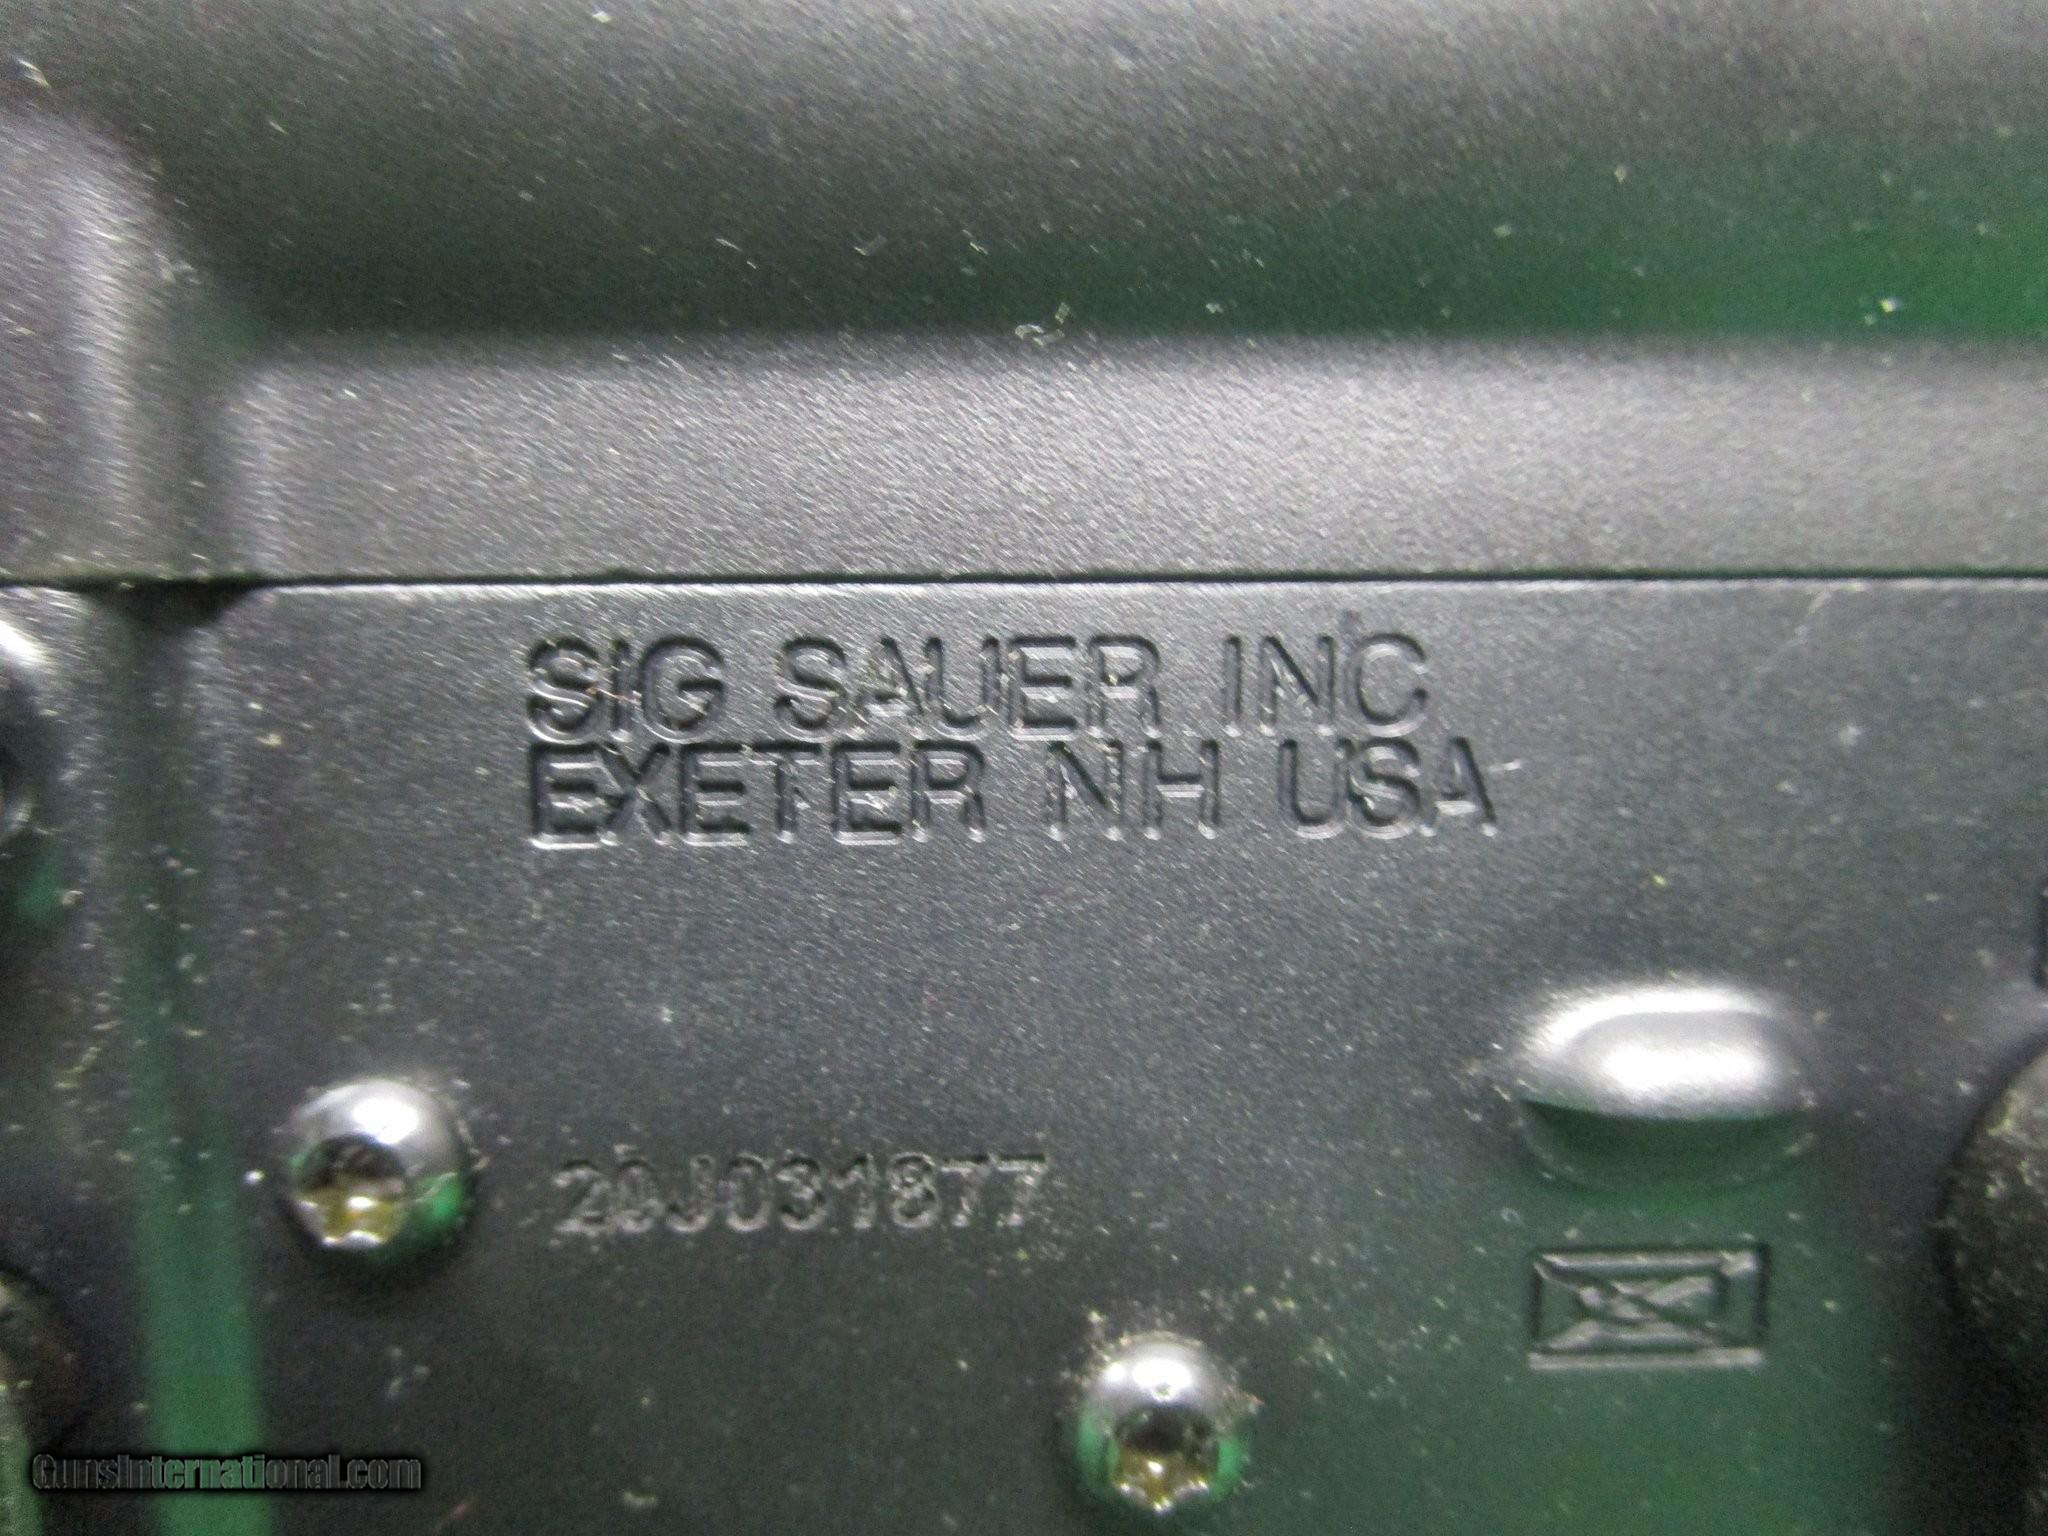 SIG SAUER INC
EXETER NH USA
20J031877
GunsInternational.com